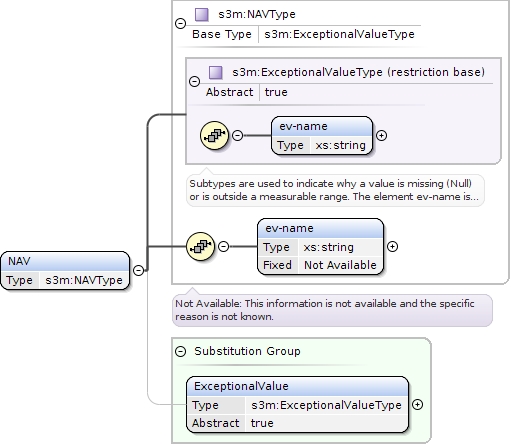 s3m:NAVType
Base Type s3m:ExceptionalValueType
s3m:ExceptionalValueType (restriction base)
Abstract true
ev-name
Type xs:string
Subtypes are used to indicate why a value is missing (Null)
or is outside a measurable range. The element ev-name is...
ev-name
Type xs:string
Fixed Not Available
NAV
Type s3m:NAVType
Not Available: This information is not available and the specific
reason is not known.
Substitution Group
ExceptionalValue
Type s3m:ExceptionalValueType
Abstract true